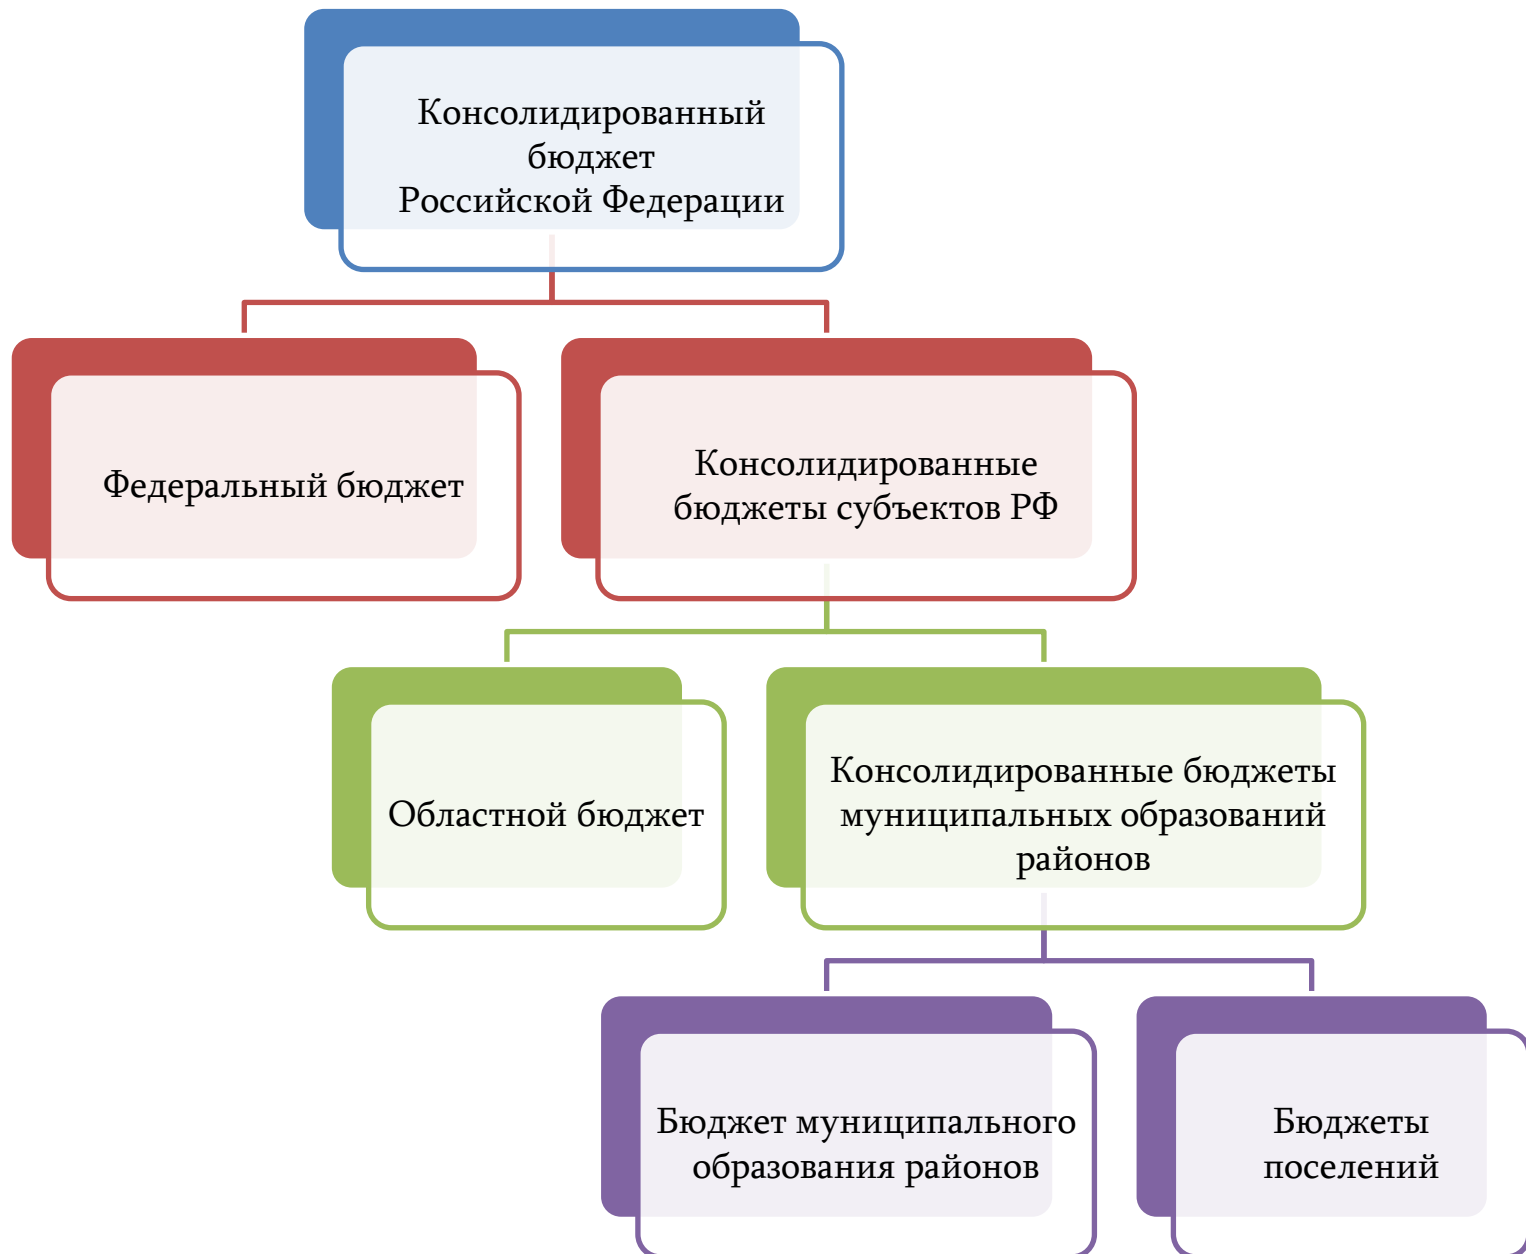 Консолидированный
бюджет
Российской Федерации
Федеральный бюджет
Консолидированные
бюджеты субъектов РФ
Областной бюджет
Консолидированные бюджеты
муниципальных образований
районов
Бюджет муниципального
образования районов
Бюджеты
поселений